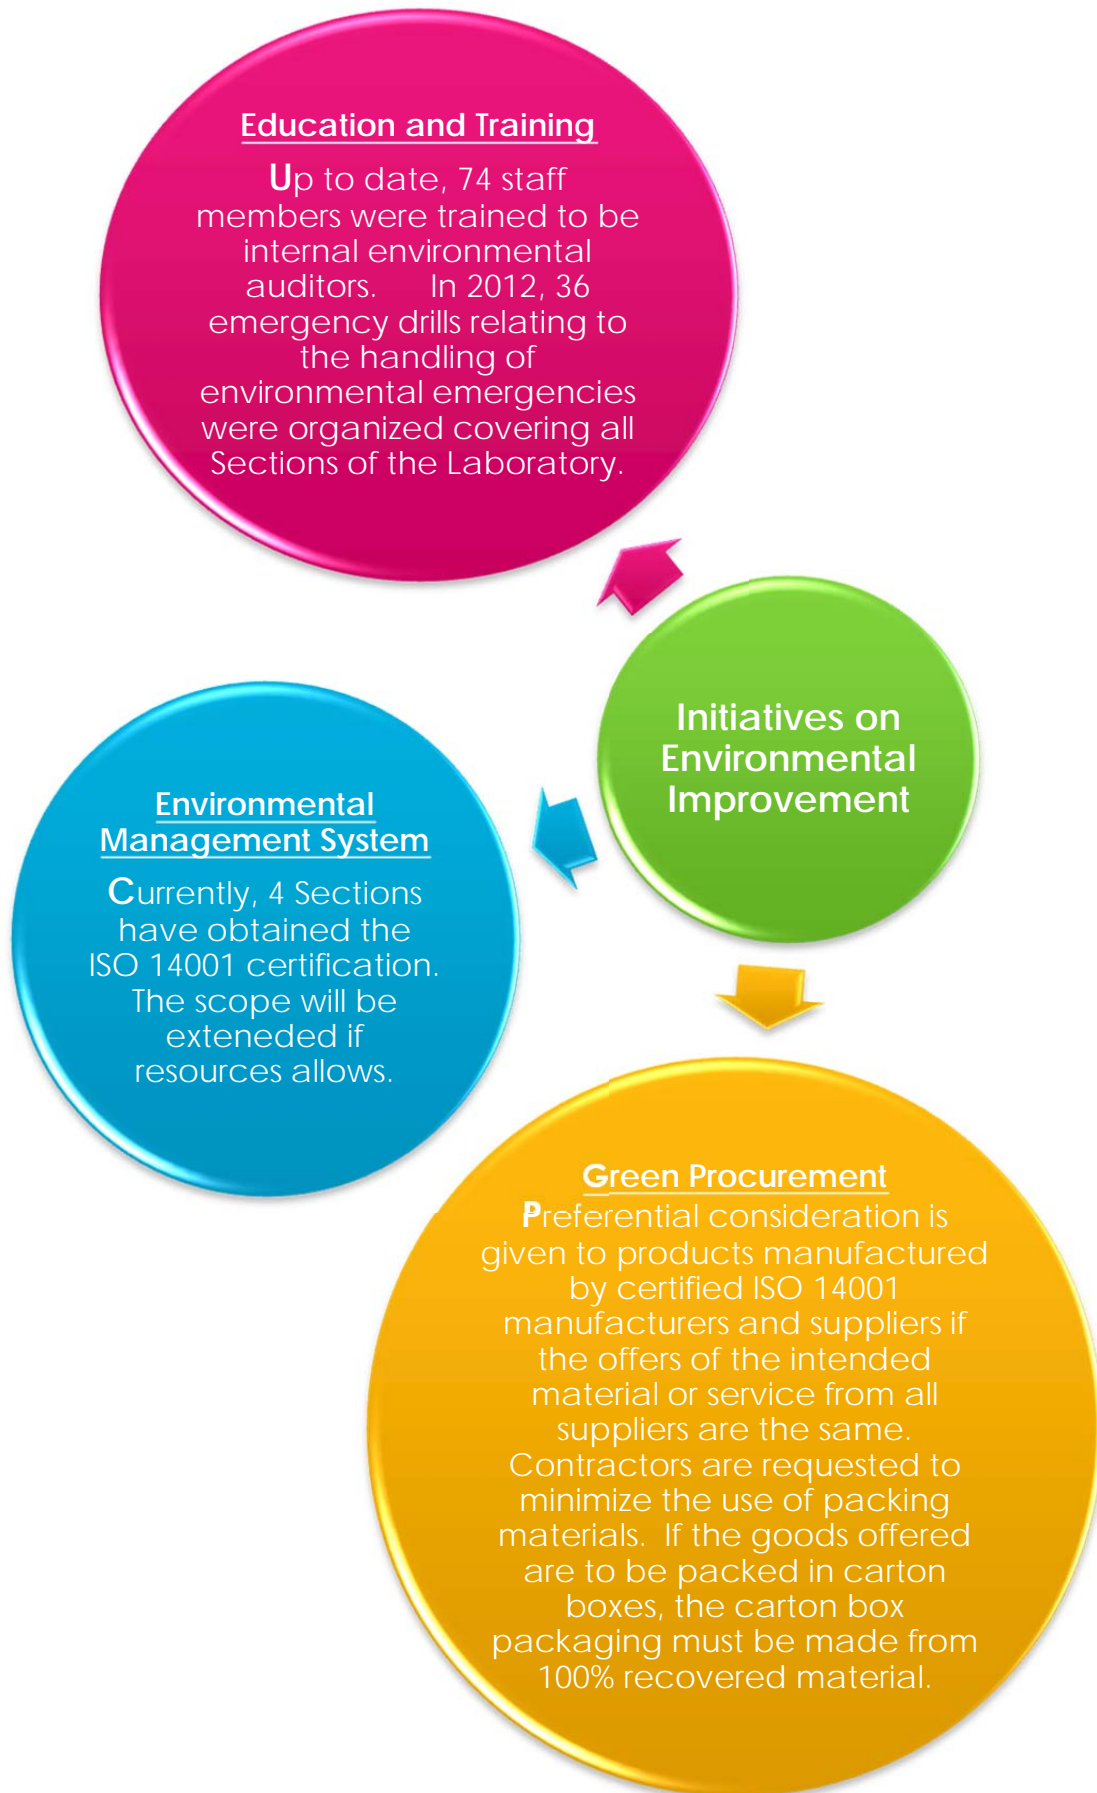 Education and Training
Up to date, 74 staff
members were trained to be
internal environmental
auditors. In 2012, 36
emergency drills relating to
the handling of
environmental emergencies
were organized covering all
Sections of the Laboratory.
Initiatives on
Environmental
Improvement
Environmental
Management System
Currently, 4 Sections
have obtained the
ISO 14001 certification.
The scope will be
exteneded if
resources allows.
Green Procurement
Preferential consideration is
given to products manufactured
by certified ISO 14001
manufacturers and suppliers if
the offers of the intended
material or service from all
suppliers are the same.
Contractors are requested to
minimize the use of packing
materials. If the goods offered
are to be packed in carton
boxes, the carton box
packaging must be made from
100% recovered material.